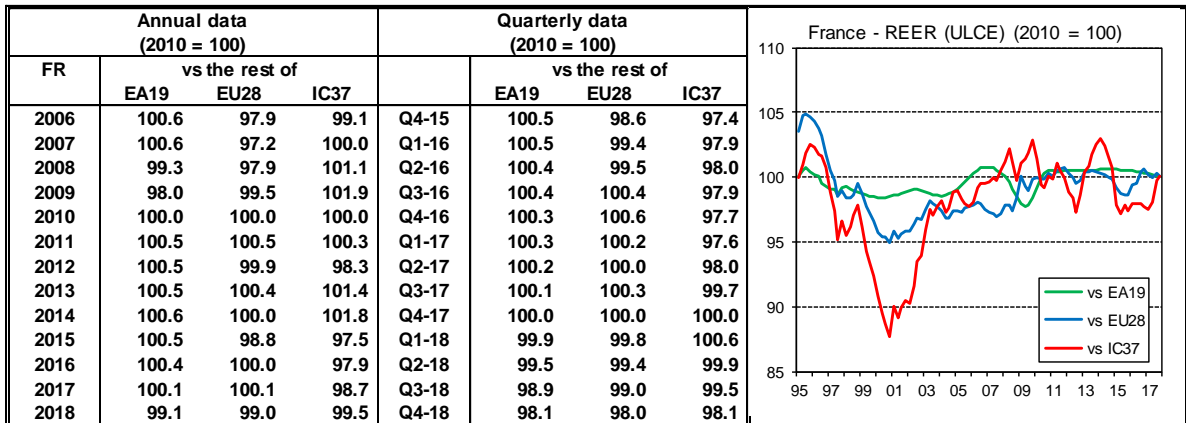 Annual data Quarterly data
(2010 = 100) (2010 = 100)
FR vs the rest of vs the rest of
EA19 EU28 IC37 EA19 EU28 IC37
2006 100.6 97.9 99.1 Q4-15 100.5 98.6 97.4
2007 100.6 97.2 100.0 Q1-16 100.5 99.4 97.9
2008 99.3 97.9 101.1 Q2-16 100.4 99.5 98.0
2009 98.0 99.5 101.9 Q3-16 100.4 100.4 97.9
2010 100.0 100.0 100.0 Q4-16 100.3 100.6 97.7
2011 100.5 100.5 100.3 Q1-17 100.3 100.2 97.6
2012 100.5 99.9 98.3 Q2-17 100.2 100.0 98.0
2013 100.5 100.4 101.4 Q3-17 100.1 100.3 99.7
2014 100.6 100.0 101.8 Q4-17 100.0 100.0 100.0
2015 100.5 98.8 97.5 Q1-18 99.9 99.8 100.6
2016 100.4 100.0 97.9 Q2-18 99.5 99.4 99.9
2017 100.1 100.1 98.7 Q3-18 98.9 99.0 99.5
2018 99.1 99.0 99.5 Q4-18 98.1 98.0 98.1
France - REER (ULCE) (2010 = 100)
110
105
100
95
90
85
vs EA19
vs EU28
vs IC37
95 97 99 01 03 05 07 09 11 13 15 17